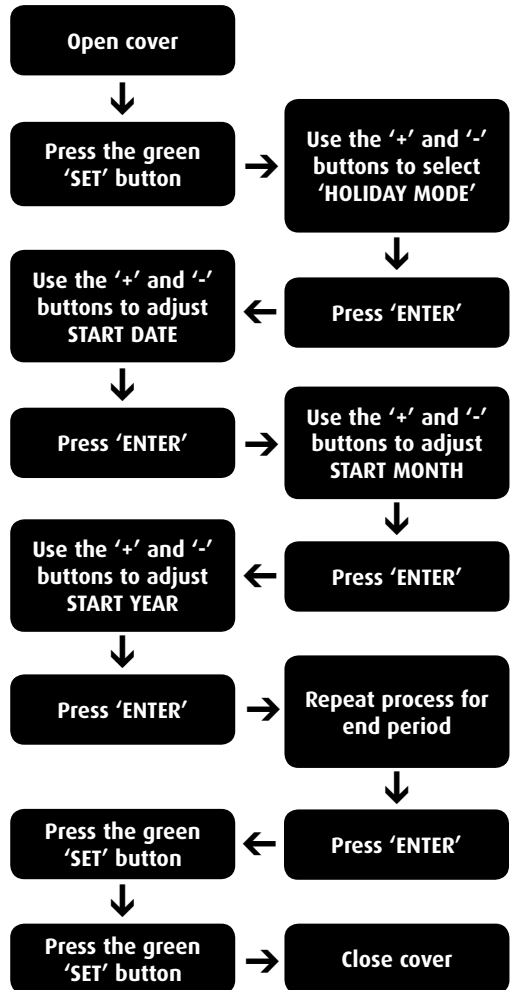 Open cover
Press the green
‘SET’ button
Use the ‘+’ and ‘-’
buttons to select
‘HOLIDAY MODE’
Press ‘ENTER’
Use the ‘+’ and ‘-’
buttons to adjust
START DATE
Press ‘ENTER’
Use the ‘+’ and ‘-’
buttons to adjust
START MONTH
Press ‘ENTER’
Use the ‘+’ and ‘-’
buttons to adjust
START YEAR
Press ‘ENTER’
Repeat process for
end period
Press ‘ENTER’
Press the green
‘SET’ button
Press the green
‘SET’ button
Close cover